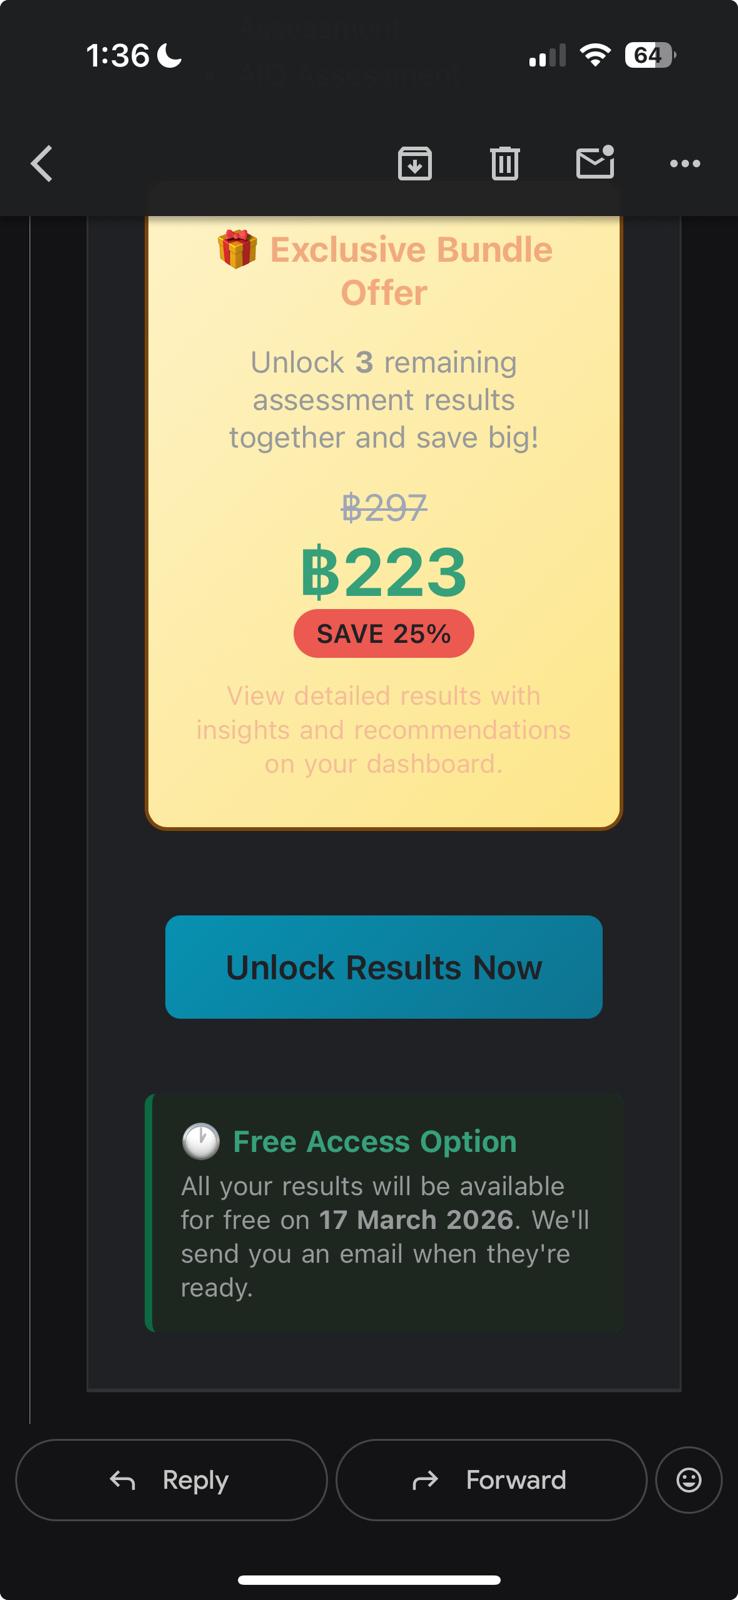 Assessment
• AIQ Assessment
1:36
64
🎁 Exclusive Bundle
Offer
Unlock 3 remaining
assessment results
together and save big!
฿297
฿223
SAVE 25%
View detailed results with
insights and recommendations
on your dashboard.
Unlock Results Now
🕐 Free Access Option
All your results will be available
for free on 17 March 2026. We'll
send you an email when they're
ready.
Reply
Forward